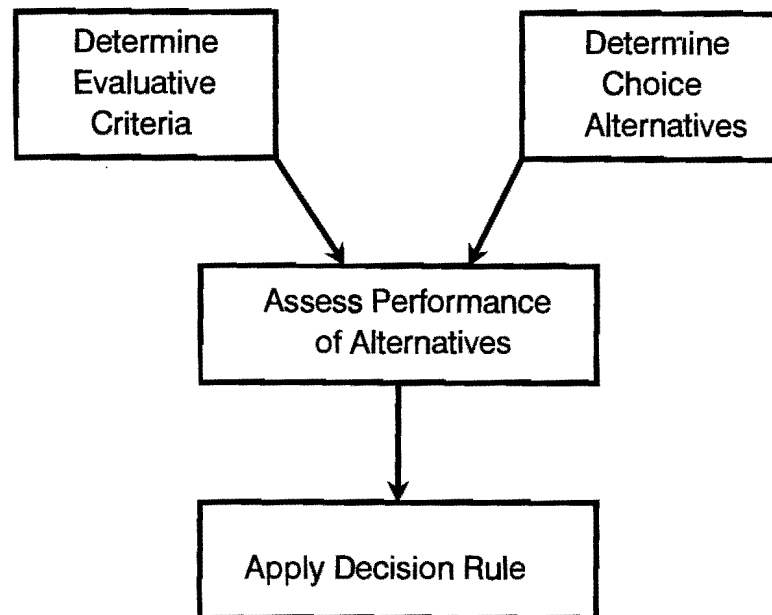 Determine
Evaluative
Criteria
Determine
Choice
Alternatives
Assess Performance
of Alternatives
Apply Decision Rule